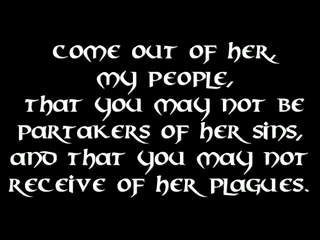 COME OUT OF HER,
MY PEOPLE,
THAT YOU MAY NOT BE
PARTAKERS OF HER SINS,
AND THAT YOU MAY NOT
RECEIVE OF HER PLAGUES.